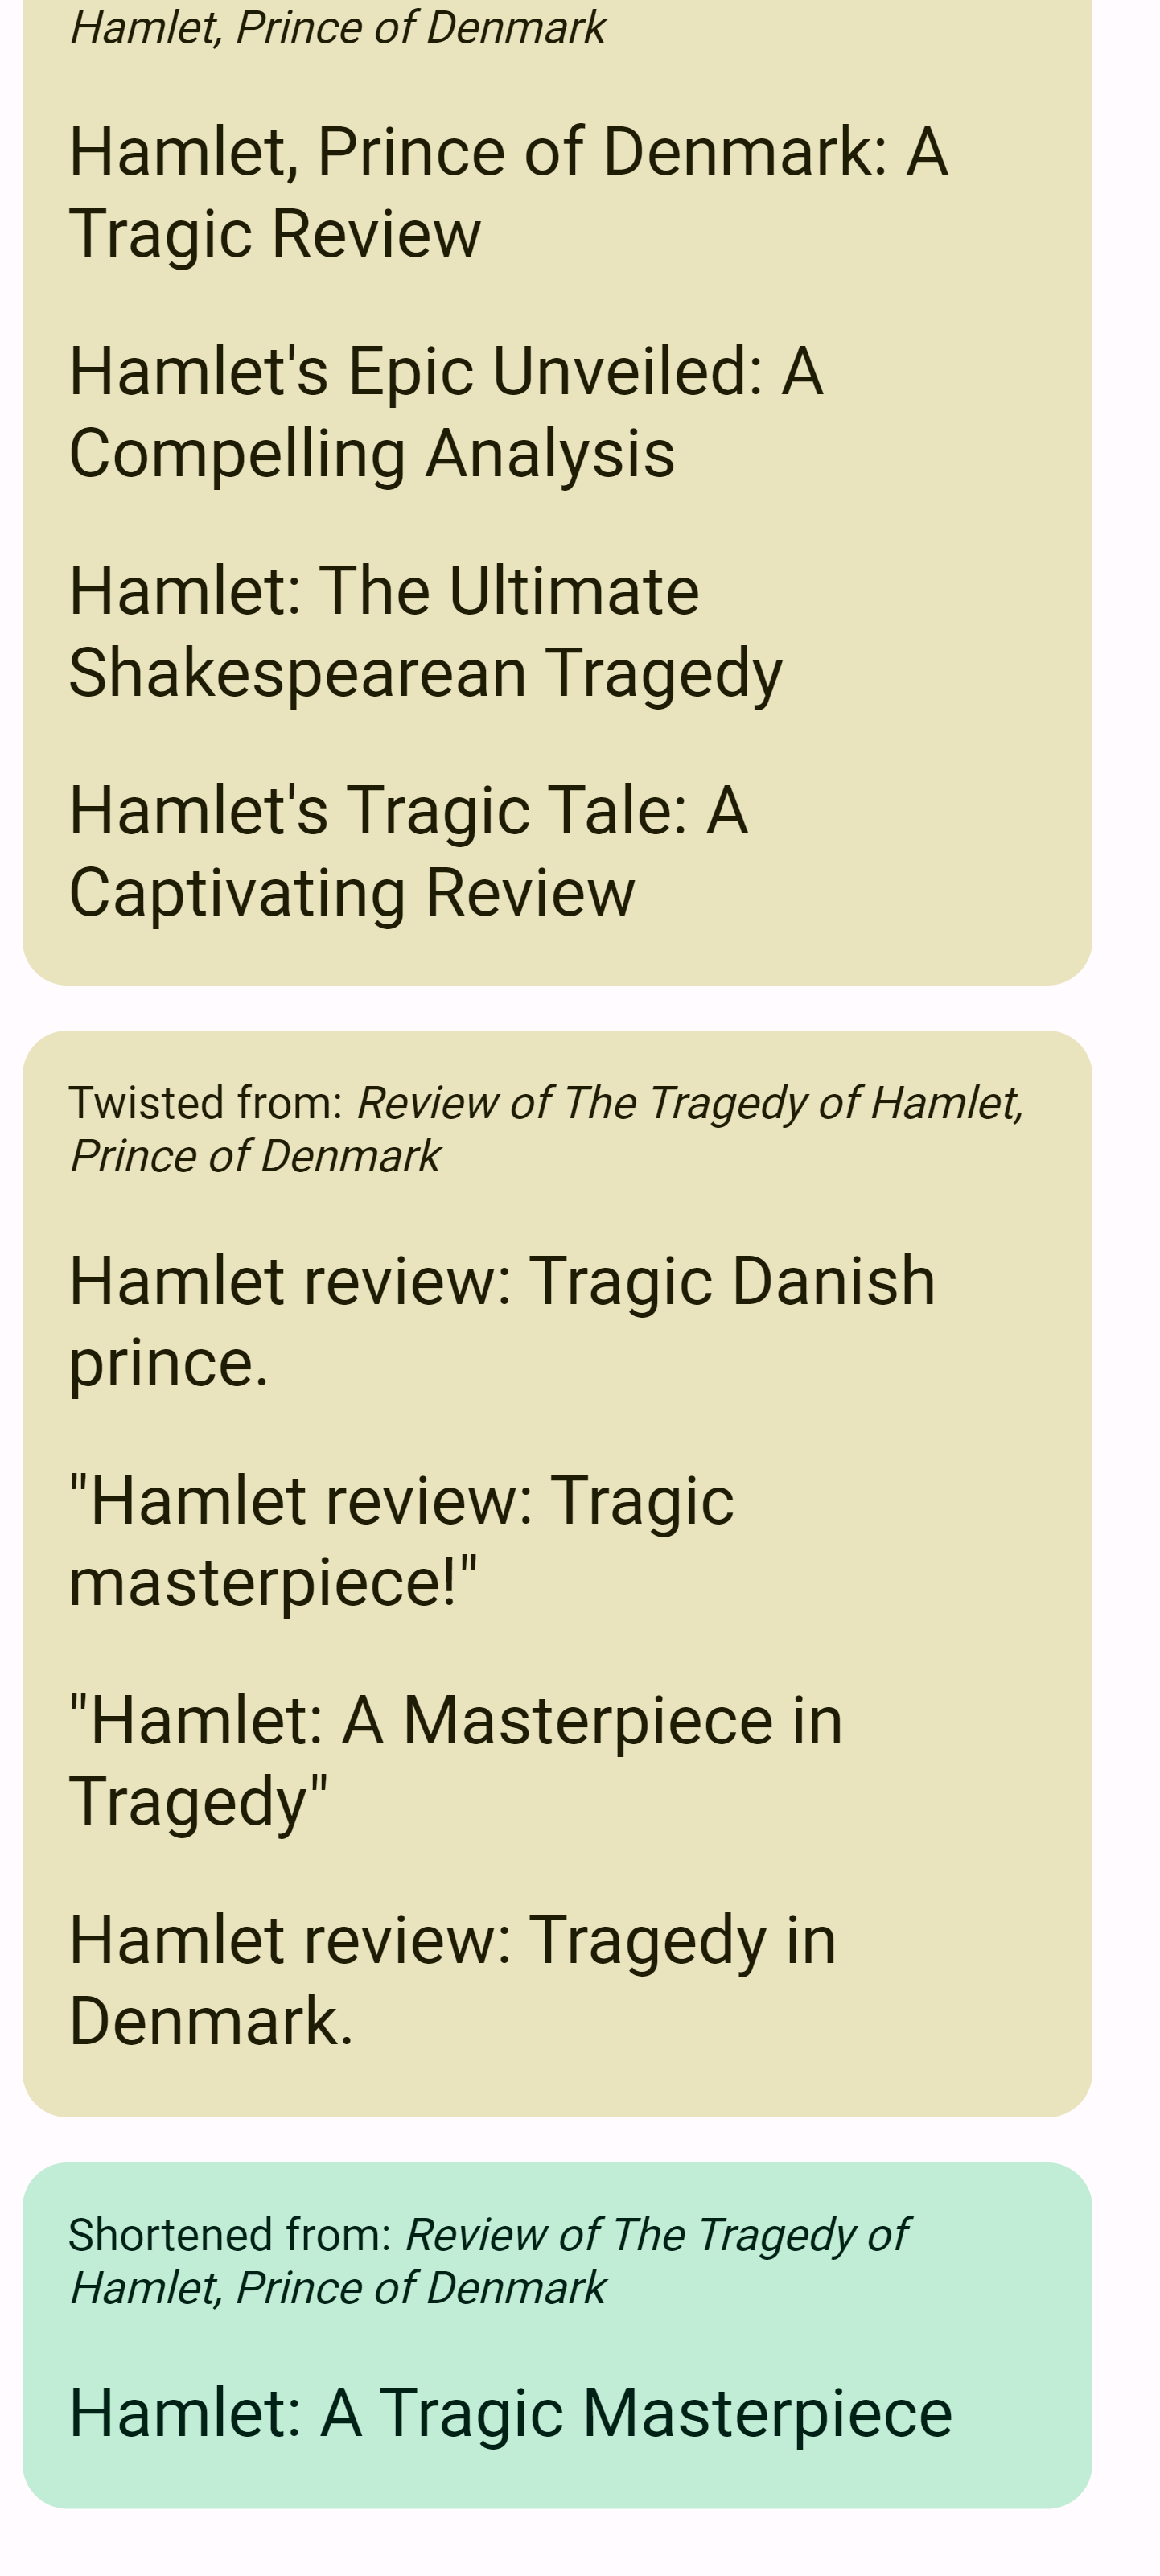 Hamlet, Prince of Denmark
Hamlet, Prince of Denmark: A
Tragic Review
Hamlet's Epic Unveiled: A
Compelling Analysis
Hamlet: The Ultimate
Shakespearean Tragedy
Hamlet's Tragic Tale: A
Captivating Review
Twisted from: Review of The Tragedy of Hamlet,
Prince of Denmark
Hamlet review: Tragic Danish
prince.
"Hamlet review: Tragic
masterpiece!"
"Hamlet: A Masterpiece in
Tragedy"
Hamlet review: Tragedy in
Denmark.
Shortened from: Review of The Tragedy of
Hamlet, Prince of Denmark
Hamlet: A Tragic Masterpiece